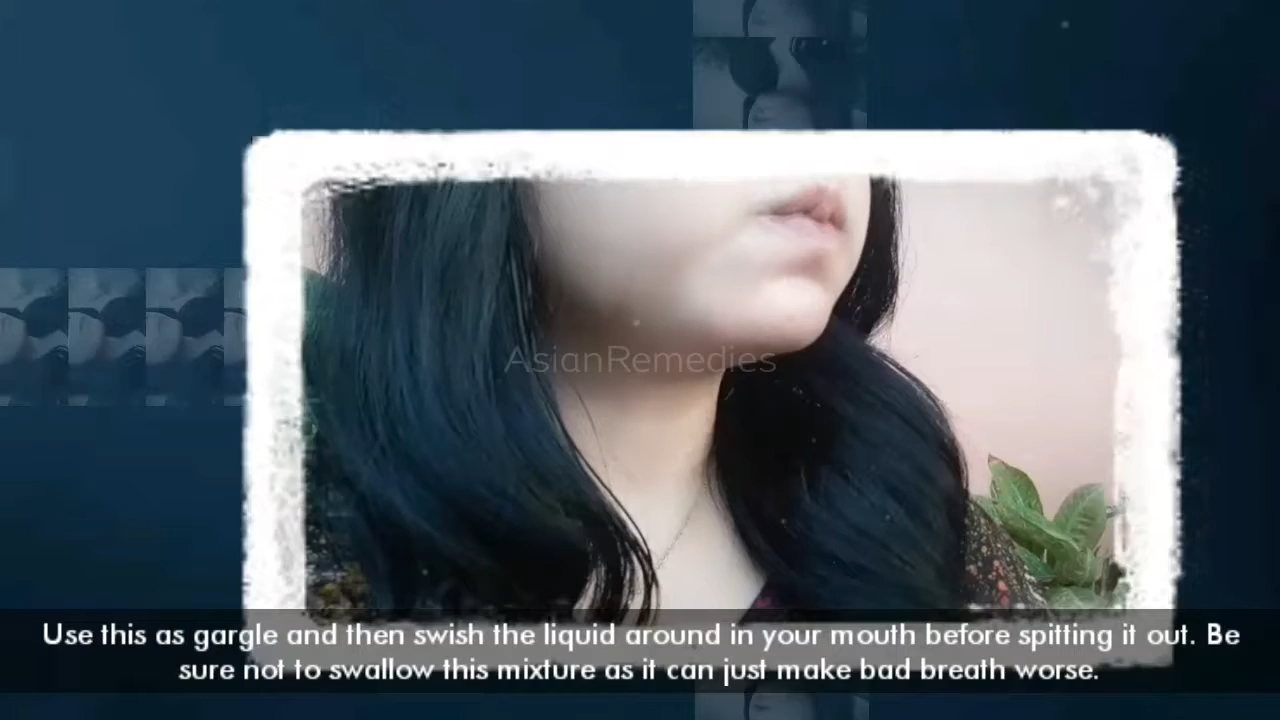 AsianRemedies
Use this as gargle and then swish the liquid around in your mouth before spitting it out. Be
sure not to swallow this mixture as it can just make bad breath worse.